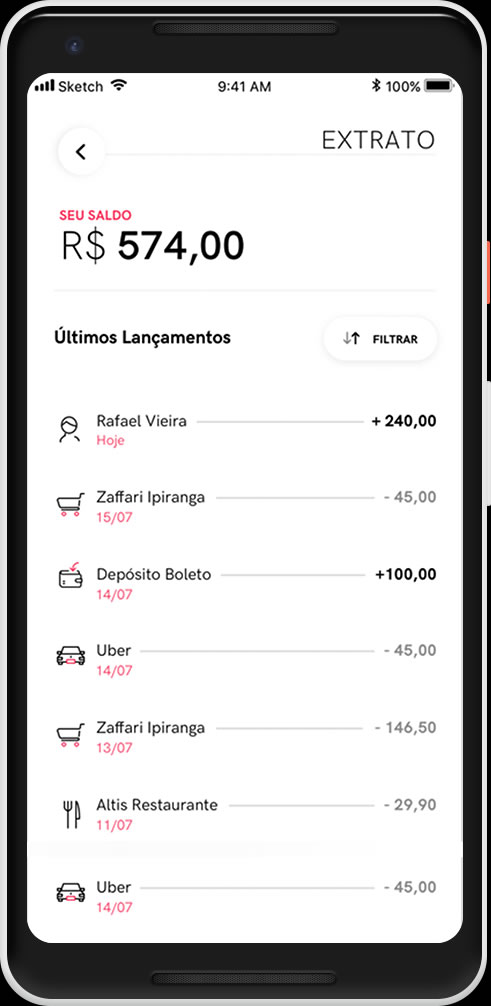 Sketch 9:41 AM 100%
EXTRATO
SEU SALDO
R$ 574,00
Últimos Lançamentos FILTRAR
Rafael Vieira + 240,00
Hoje
Zaffari Ipiranga - 45,00
15/07
Depósito Boleto +100,00
14/07
Uber - 45,00
14/07
Zaffari Ipiranga - 146,50
13/07
Altis Restaurante - 29,90
11/07
Uber - 45,00
14/07